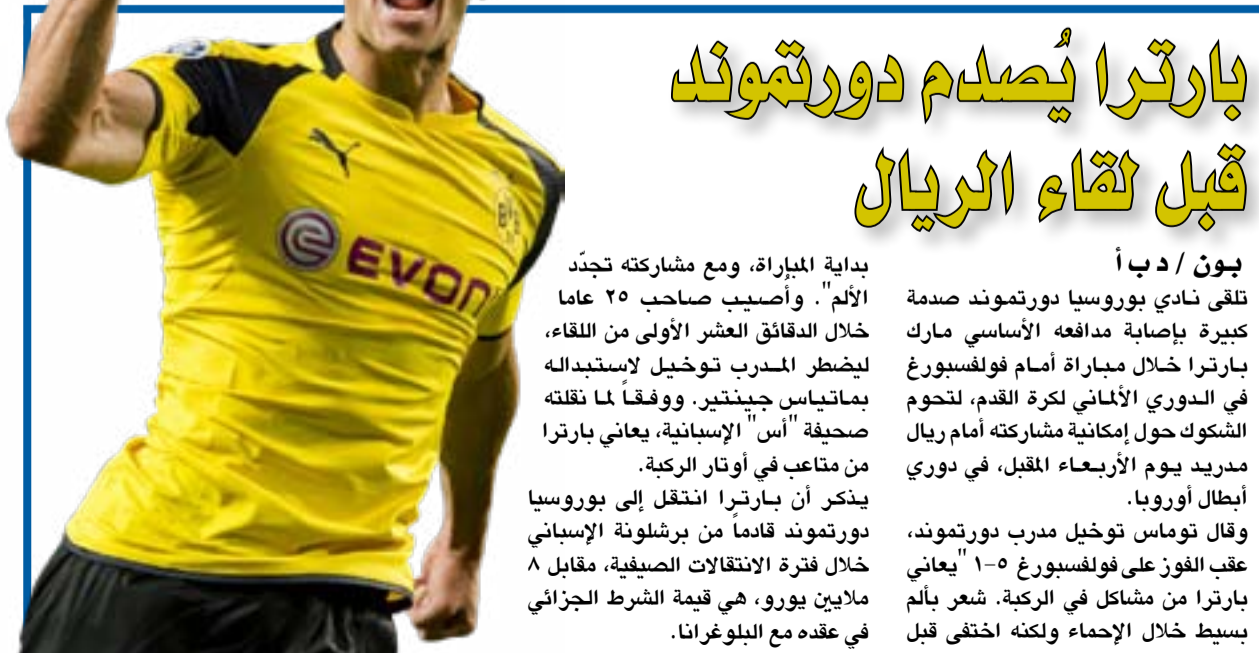 بارترا يُصدم دورتموند
قبل لقاء الريال
بون / د ب أ
تلقى نادي بوروسيا دورتموند صدمة
كبيرة بإصابة مدافعه الأساسي مارك
بارترا خلال مباراة أمام فولفسبورغ
في الدوري الألماني لكرة القدم، لتحوم
الشكوك حول إمكانية مشاركته أمام ريال
مدريد يوم الأربعاء المقبل، في دوري
أبطال أوروبا.
وقال توماس توخيل مدرب دورتموند،
عقب الفوز على فولفسبورغ ٥-١ "يعاني
بارترا من مشاكل في الركبة. شعر بألم
بسيط خلال الإحماء ولكنه اختفى قبل
بداية المباراة، ومع مشاركته تجدّد
الألم". وأُصيب صاحب ٢٥ عاما
خلال الدقائق العشر الأولى من اللقاء،
ليضطر المدرب توخيل لاستبداله
بماتياس جينتير. ووفقاً لما نقلته
صحيفة "أس" الإسبانية، يعاني بارترا
من متاعب في أوتار الركبة.
يذكر أن بارترا انتقل إلى بوروسيا
دورتموند قادماً من برشلونة الإسباني
خلال فترة الانتقالات الصيفية، مقابل ٨
ملايين يورو، هي قيمة الشرط الجزائي
في عقده مع البلوغرانا.
EVON